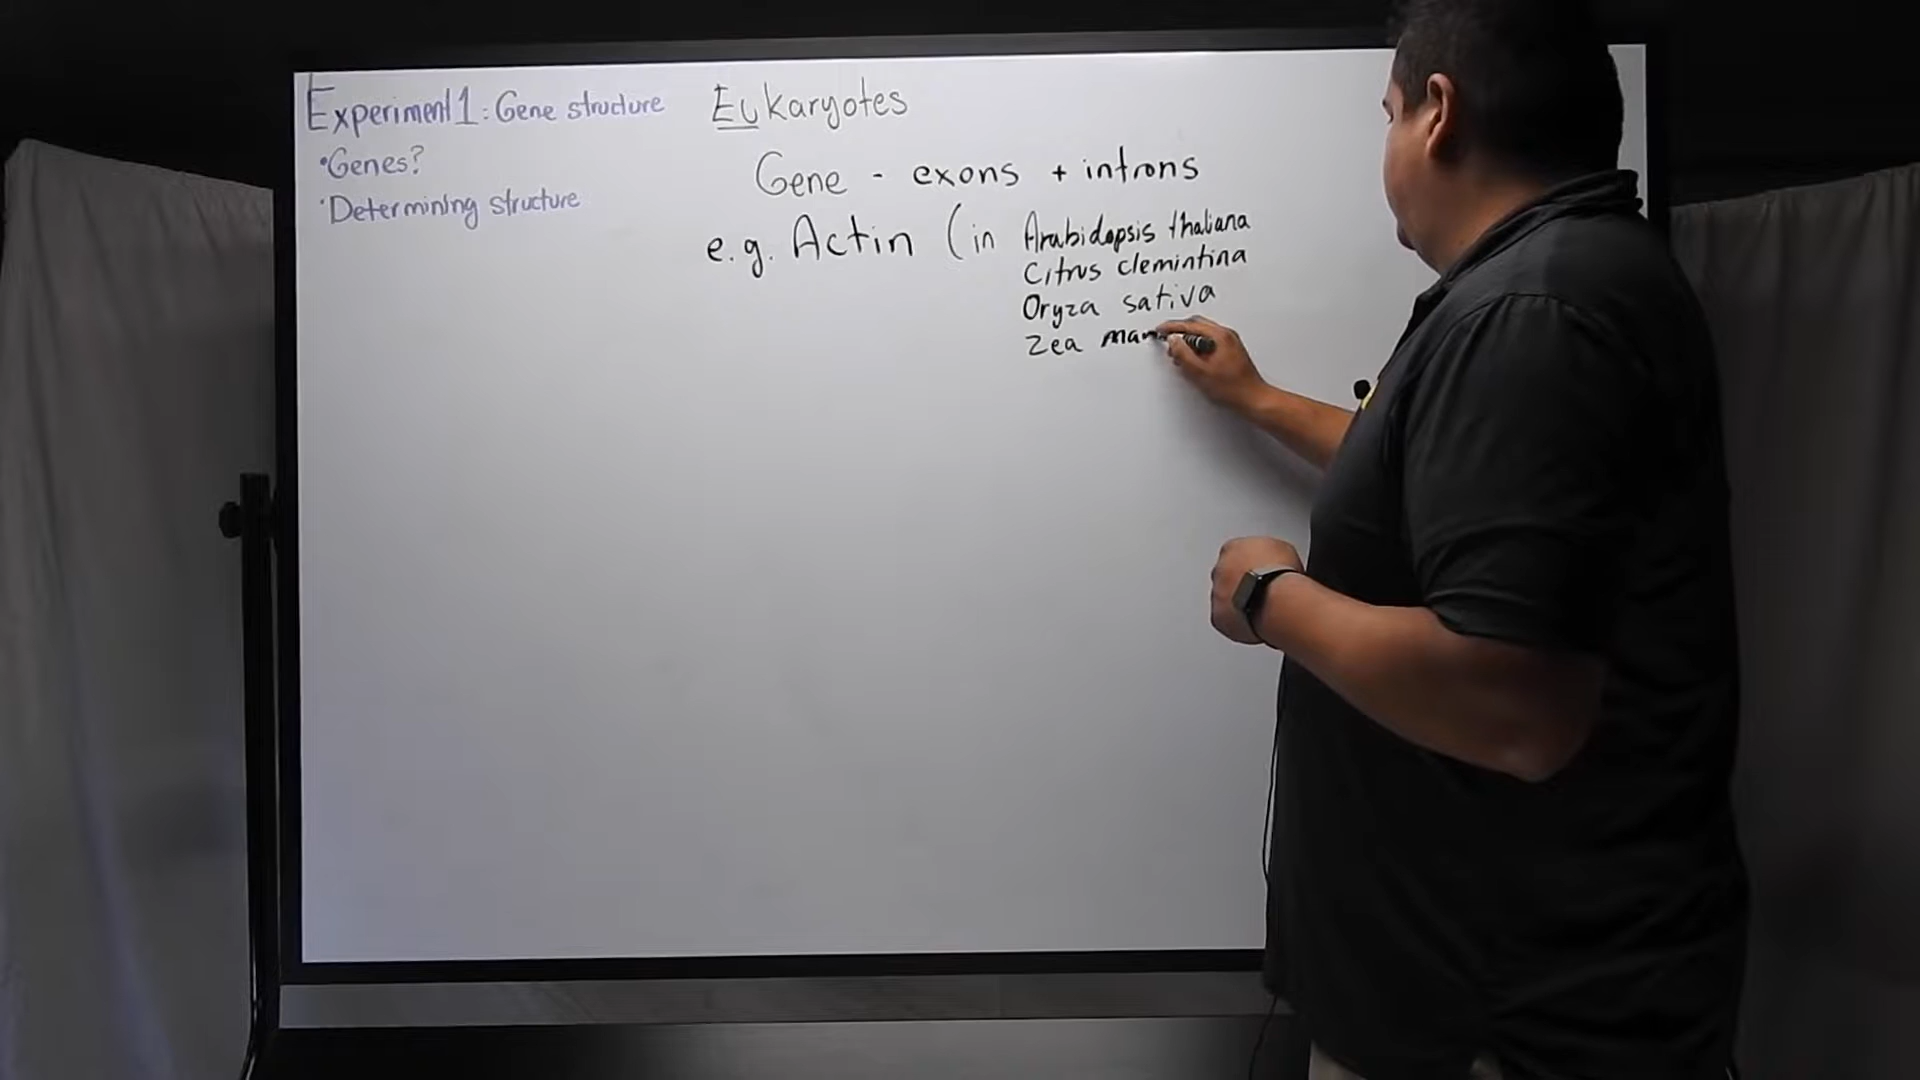 Experiment 1: Gene structure
• Genes?
• Determining structure
Eukaryotes
Gene - exons + introns
e.g. Actin (in Arabidopsis thaliana
Citrus clemintina
Oryza sativa
Zea